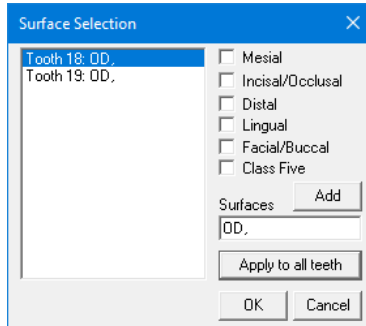 Surface Selection
Tooth 18: OD,
Tooth 19: OD,
Mesial
Incisal/Occlusal
Distal
Lingual
Facial/Buccal
Class Five
Surfaces
Add
OD,
Apply to all teeth
OK
Cancel